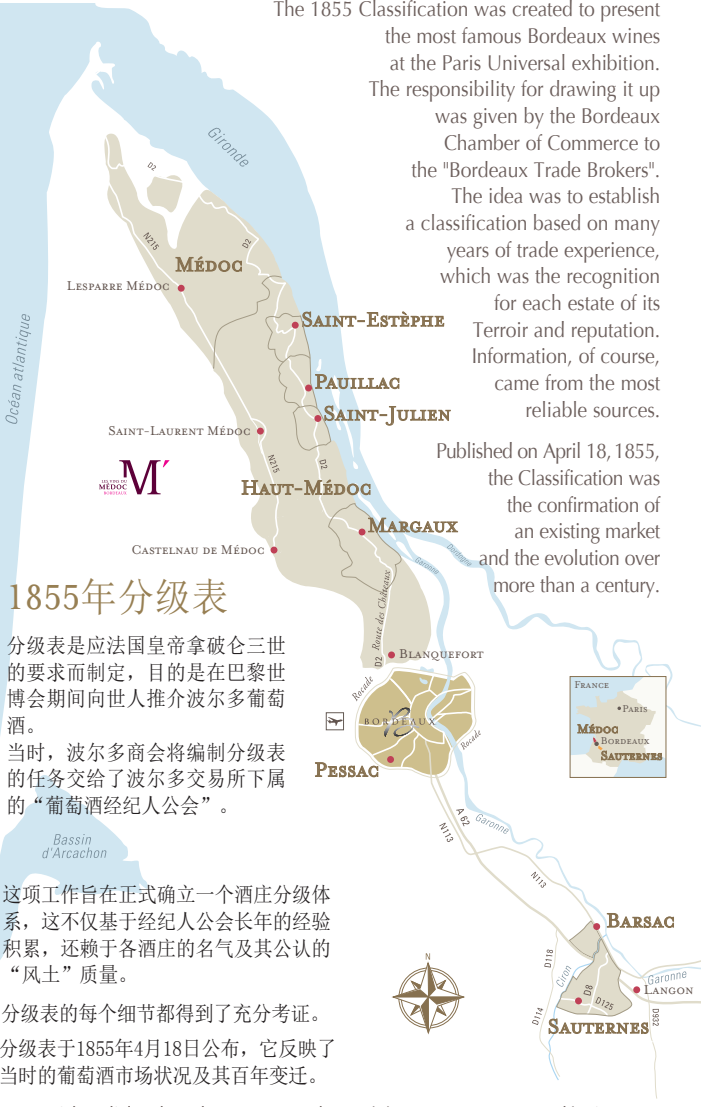 The 1855 Classification was created to present
the most famous Bordeaux wines
at the Paris Universal exhibition.
The responsibility for drawing it up
was given by the Bordeaux
Chamber of Commerce to
the "Bordeaux Trade Brokers".
The idea was to establish
a classification based on many
years of trade experience,
which was the recognition
for each estate of its
Terroir and reputation.
Information, of course,
came from the most
reliable sources.
Published on April 18, 1855,
the Classification was
the confirmation of
an existing market
and the evolution over
more than a century.
Gironde
D2
N215
D2
MÉDOC
LESPARRE MÉDOC
Océan atlantique
SAINT-ESTÈPHE
PAUILLAC
SAINT-JULIEN
SAINT-LAURENT MÉDOC
N215
D2
LES VINS DU
MÉDOC
BORDEAUX
M
HAUT-MÉDOC
MARGAUX
CASTELNAU DE MÉDOC
Garonne
Dordogne
Route des Châteaux
D2
BLANQUEFORT
Rocade
BORDEAUX
Rocade
PESSAC
FRANCE
PARIS
MÉDOC
BORDEAUX
SAUTERNES
1855年分级表
分级表是应法国皇帝拿破仑三世
的要求而制定，目的是在巴黎世
博会期间向世人推介波尔多葡萄
酒。
当时，波尔多商会将编制分级表
的任务交给了波尔多交易所下属
的“葡萄酒经纪人公会”。
Bassin
d'Arcachon
A 62
N113
Garonne
N113
这项工作旨在正式确立一个酒庄分级体
系，这不仅基于经纪人公会长年的经验
积累，还赖于各酒庄的名气及其公认的
“风土”质量。
分级表的每个细节都得到了充分考证。
分级表于1855年4月18日公布，它反映了
当时的葡萄酒市场状况及其百年变迁。
N
BARSAC
D118
Ciron
Garonne
LANGON
D8
D125
D114
D932
SAUTERNES